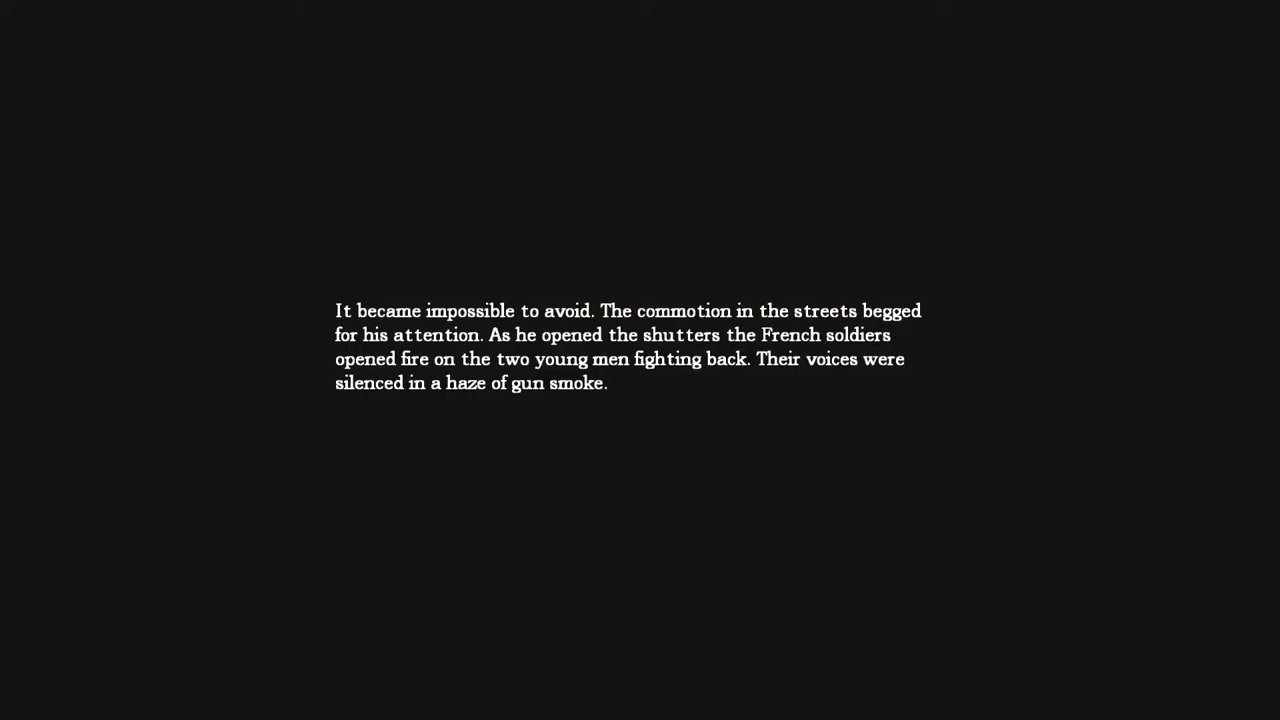 It became impossible to avoid. The commotion in the streets begged
for his attention. As he opened the shutters the French soldiers
opened fire on the two young men fighting back. Their voices were
silenced in a haze of gun smoke.